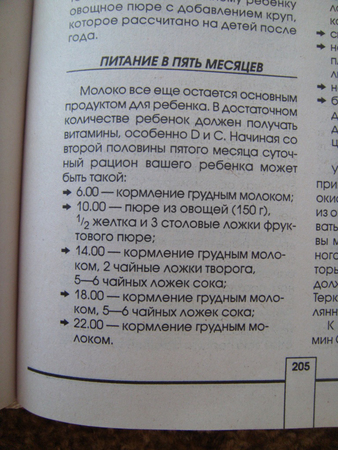 овощное пюре с добавлением круп,
которое рассчитано на детей после
года.
ПИТАНИЕ В ПЯТЬ МЕСЯЦЕВ
Молоко все еще остается основным
продуктом для ребенка. В достаточном
количестве ребенок должен получать
витамины, особенно D и С. Начиная со
второй половины пятого месяца суточ-
ный рацион вашего ребенка может
быть такой:
➔ 6.00 — кормление грудным молоком;
➔ 10.00 — пюре из овощей (150 г),
1/2 желтка и 3 столовые ложки фрук-
тового пюре;
➔ 14.00 — кормление грудным моло-
ком, 2 чайные ложки творога,
5—6 чайных ложек сока;
➔ 18.00 — кормление грудным моло-
ком, 5—6 чайных ложек сока;
➔ 22.00 — кормление грудным мо-
локом.
205